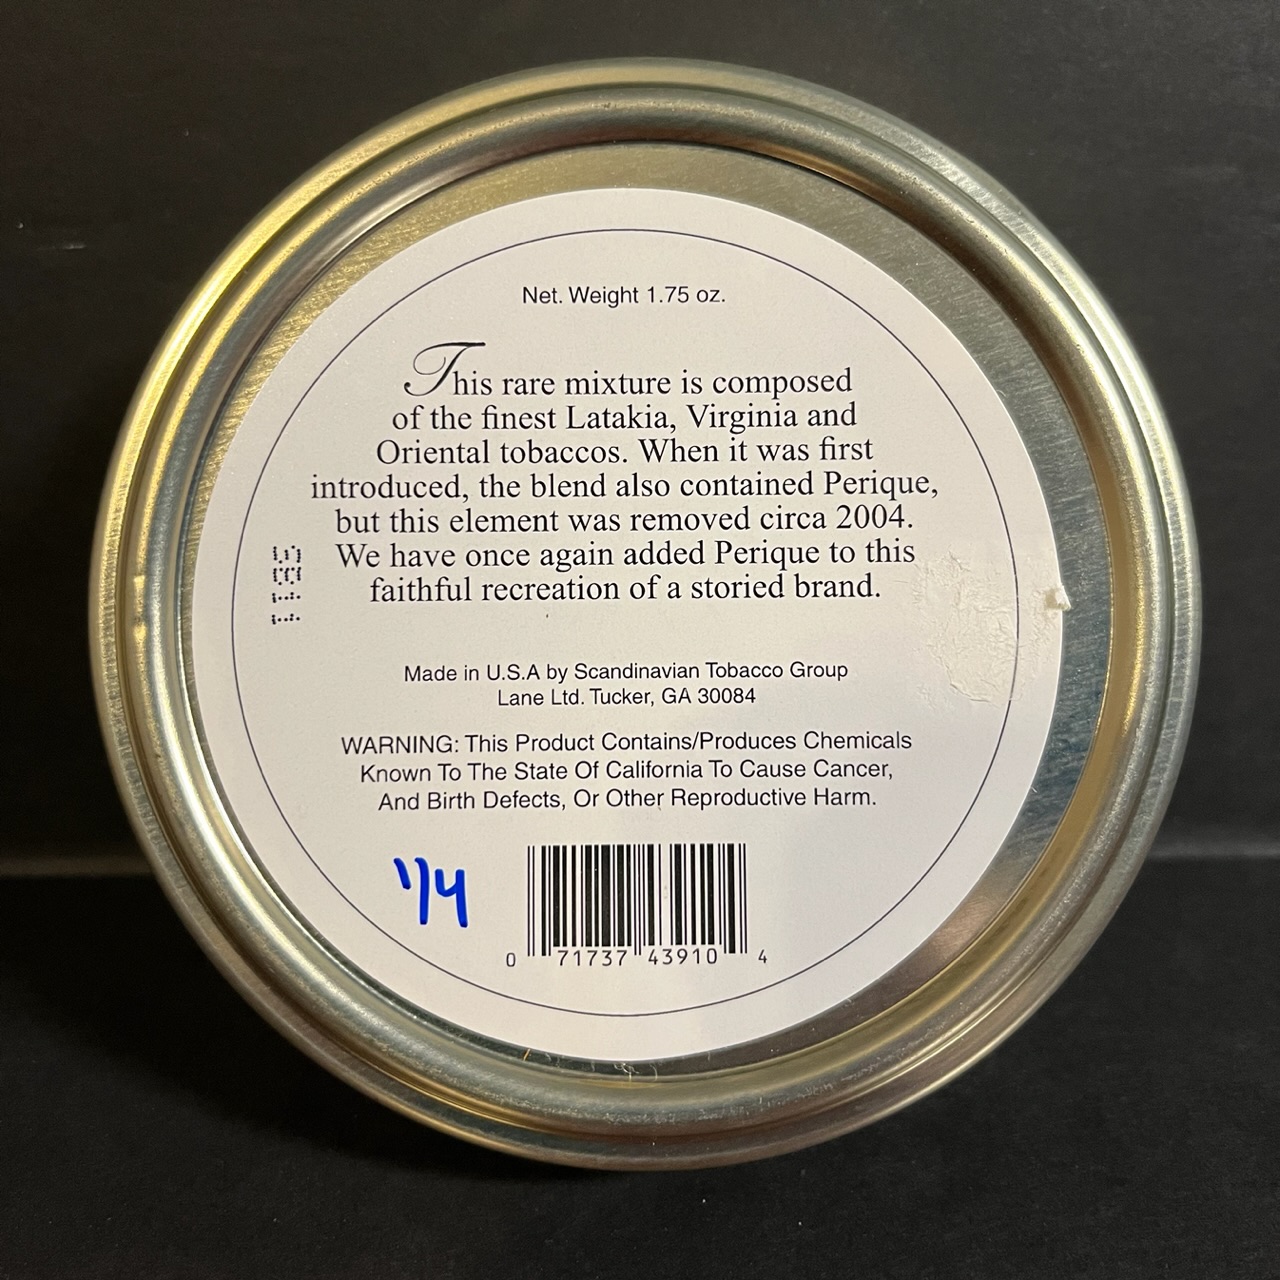 Net. Weight 1.75 oz.
This rare mixture is composed
of the finest Latakia, Virginia and
Oriental tobaccos. When it was first
introduced, the blend also contained Perique,
but this element was removed circa 2004.
We have once again added Perique to this
faithful recreation of a storied brand.
Made in U.S.A by Scandinavian Tobacco Group
Lane Ltd. Tucker, GA 30084
WARNING: This Product Contains/Produces Chemicals
Known To The State Of California To Cause Cancer,
And Birth Defects, Or Other Reproductive Harm.
1/4
0 71737 43910 4